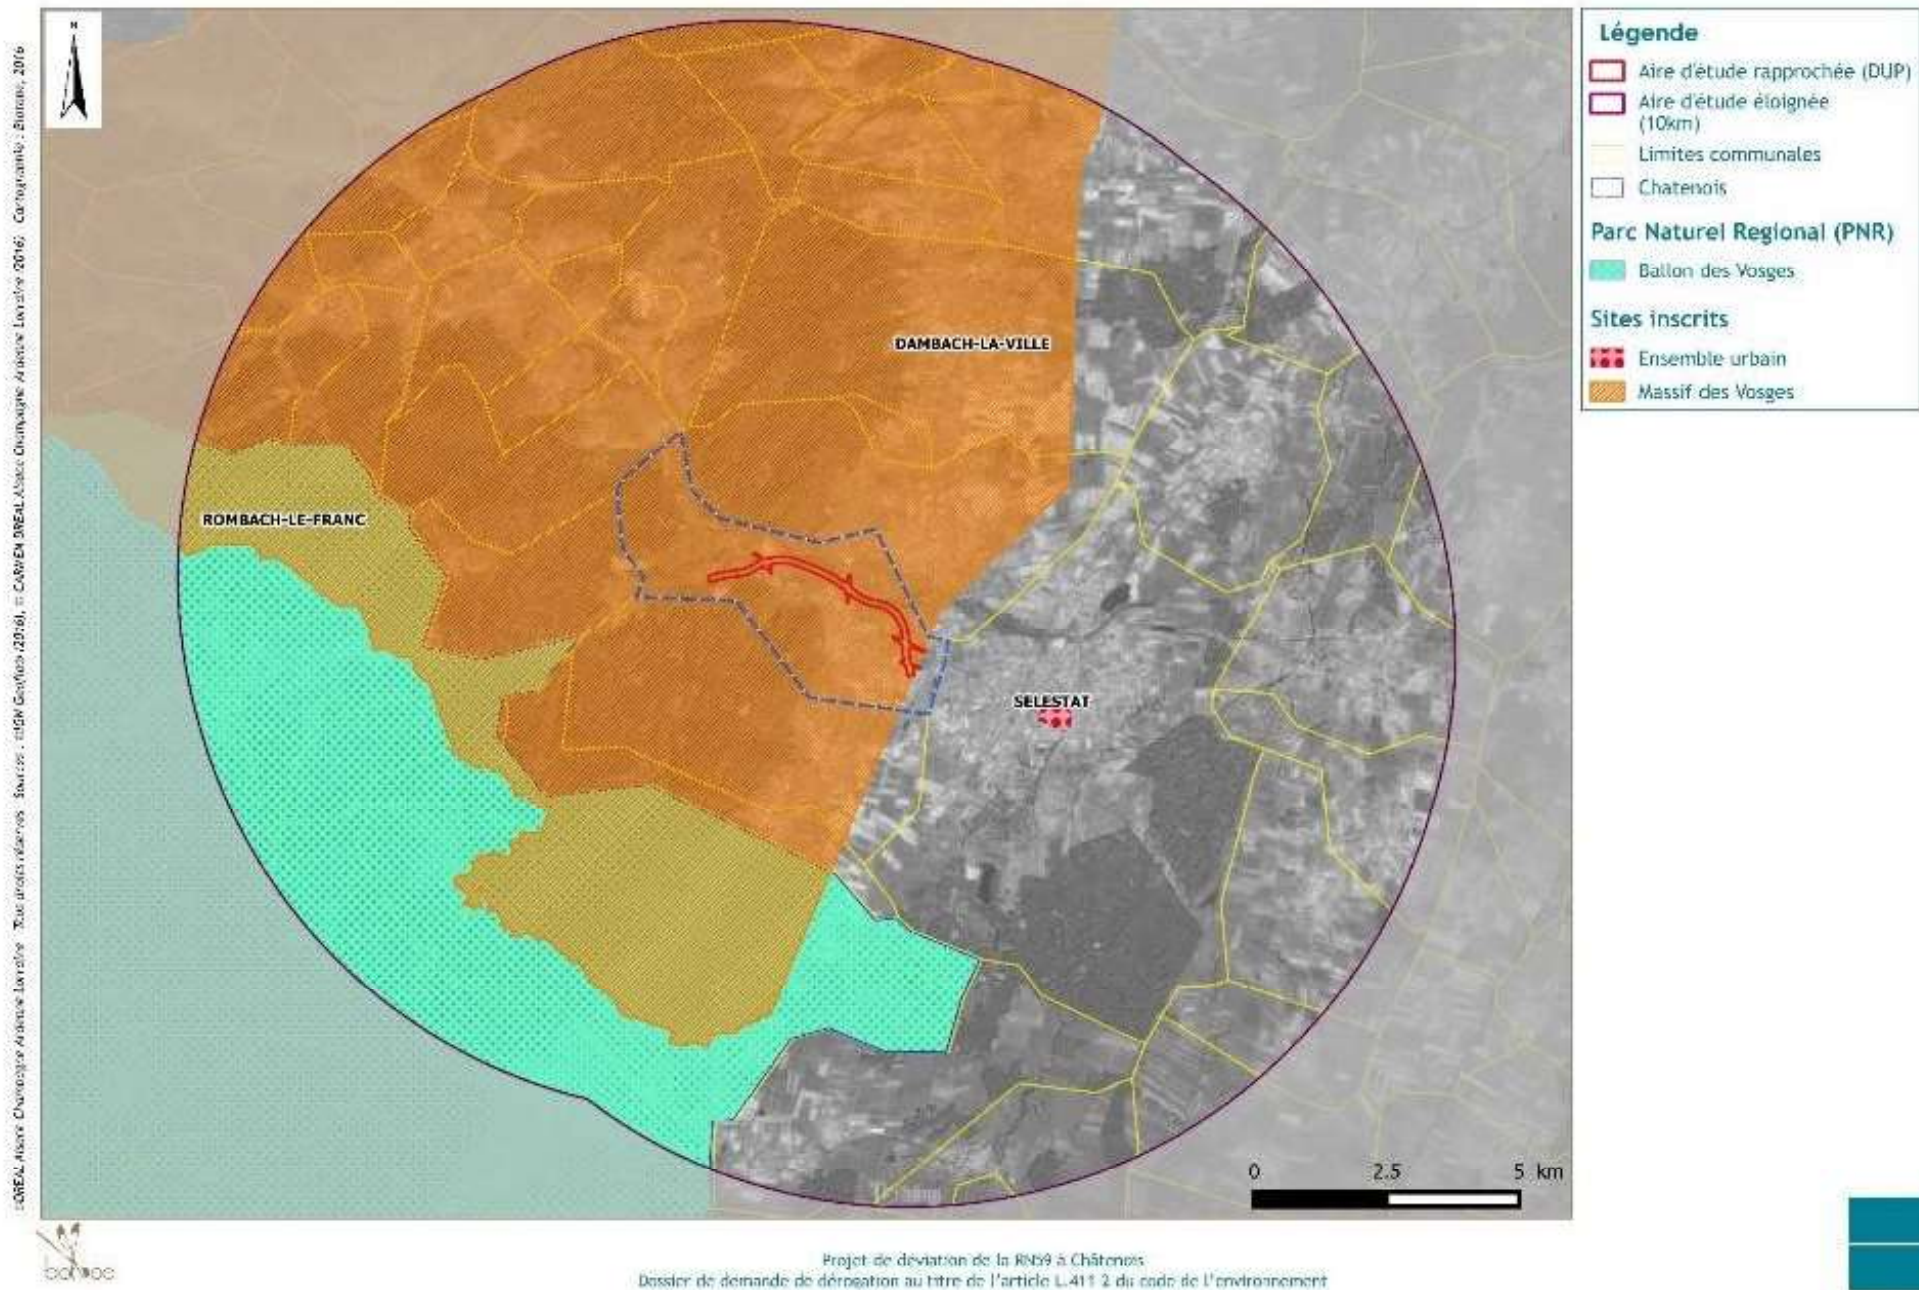 N
Légende
Aire d'étude rapprochée (DUP)
Aire d'étude éloignée
(10km)
Limites communales
Chatenois
Parc Naturel Regional (PNR)
Ballon des Vosges
Sites inscrits
Ensemble urbain
Massif des Vosges
DAMBACH-LA-VILLE
ROMBACH-LE-FRANC
SELESTAT
0 2.5 5 km
Projet de déviation de la RN59 à Châtenois
Dossier de demande de dérogation au titre de l'article L.411 2 du code de l'environnement